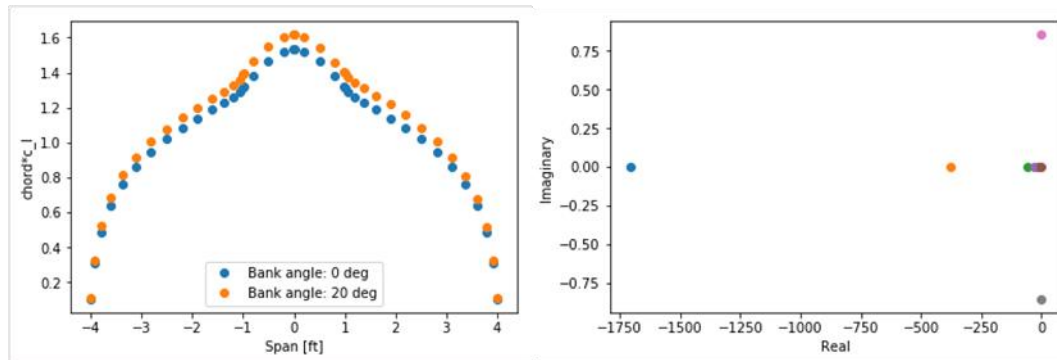 1.6
1.4
1.2
1.0
0.8
0.6
0.4
0.2
chord*c_l
−4 −3 −2 −1 0 1 2 3 4
Span [ft]
Bank angle: 0 deg
Bank angle: 20 deg
0.75
0.50
0.25
0.00
−0.25
−0.50
−0.75
Imaginary
−1750 −1500 −1250 −1000 −750 −500 −250 0
Real